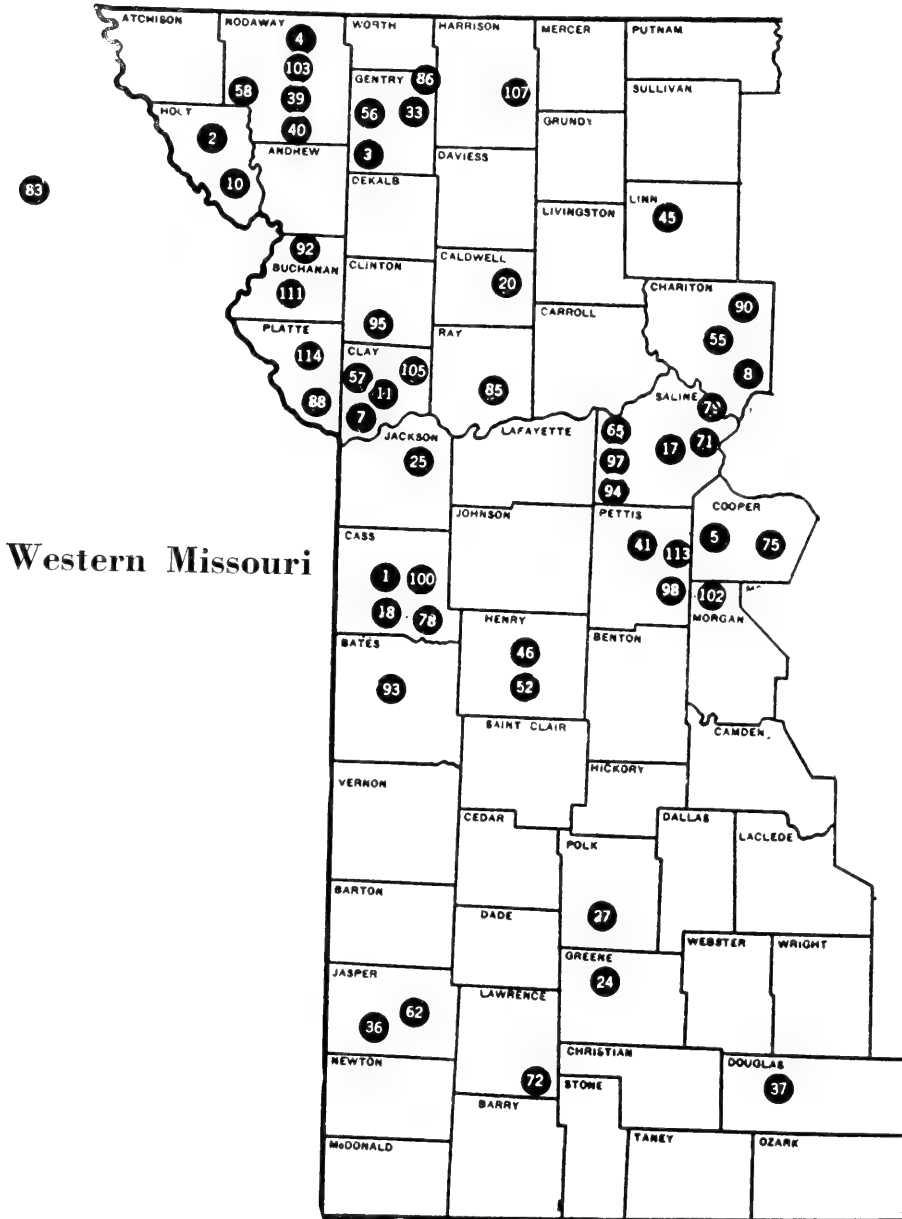 ATCHISON
NODAWAY
WORTH
HARRISON
MERCER
PUTNAM
4
103
58
39
40
GENTRY
86
56
33
3
107
SULLIVAN
HOLT
2
10
ANDREW
GRUNDY
DAVIESS
DEKALB
83
LINN
45
LIVINGSTON
92
BUCHANAN
111
CLINTON
95
CALDWELL
20
CHARITON
90
55
8
PLATTE
114
88
CLAY
57
11
105
7
RAY
85
CARROLL
SALINE
65
97
94
17
71
JACKSON
25
LAFAYETTE
COOPER
5
75
JOHNSON
PETTIS
41
113
98
CASS
1
100
18
78
Western Missouri
102
MORGAN
HENRY
46
52
BENTON
BATES
93
SAINT CLAIR
CAMDEN
HICKORY
VERNON
CEDAR
DALLAS
LACLEDE
POLK
27
BARTON
DADE
WEBSTER
WRIGHT
GREENE
24
JASPER
36
62
LAWRENCE
72
CHRISTIAN
DOUGLAS
37
NEWTON
STONE
BARRY
McDONALD
TANEY
OZARK